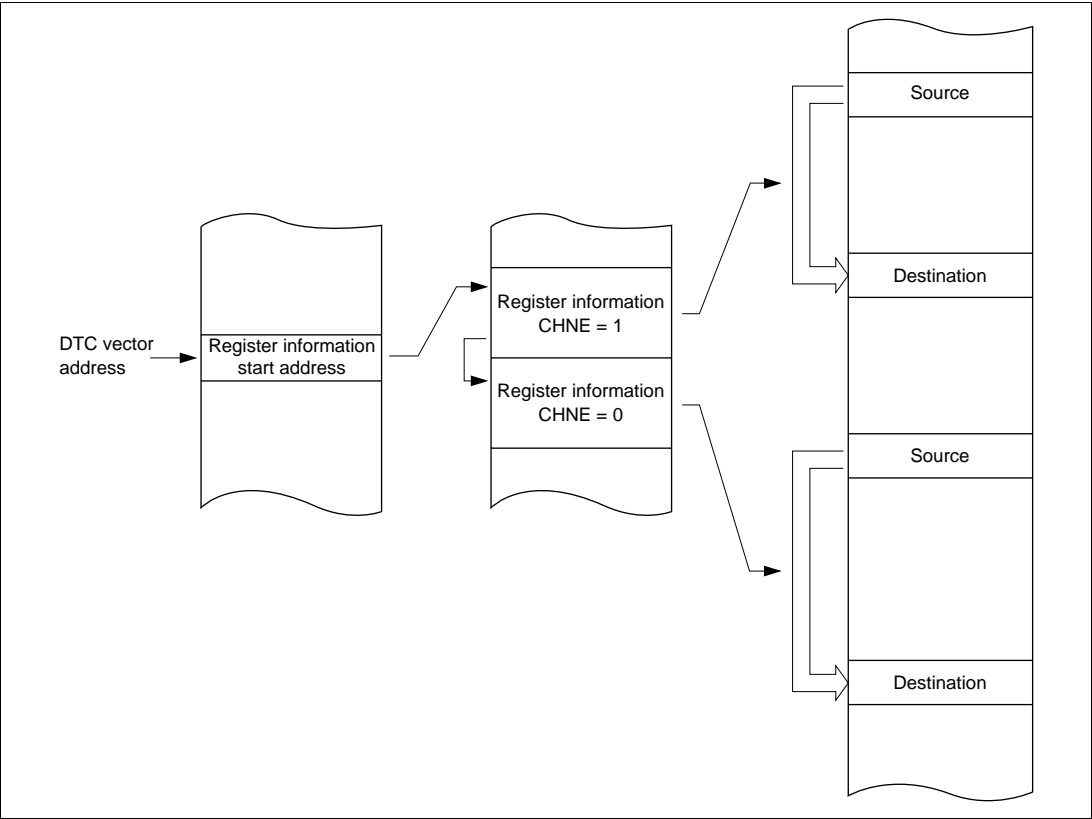 DTC vector
address
Register information
start address
Register information
CHNE = 1
Register information
CHNE = 0
Source
Destination
Source
Destination